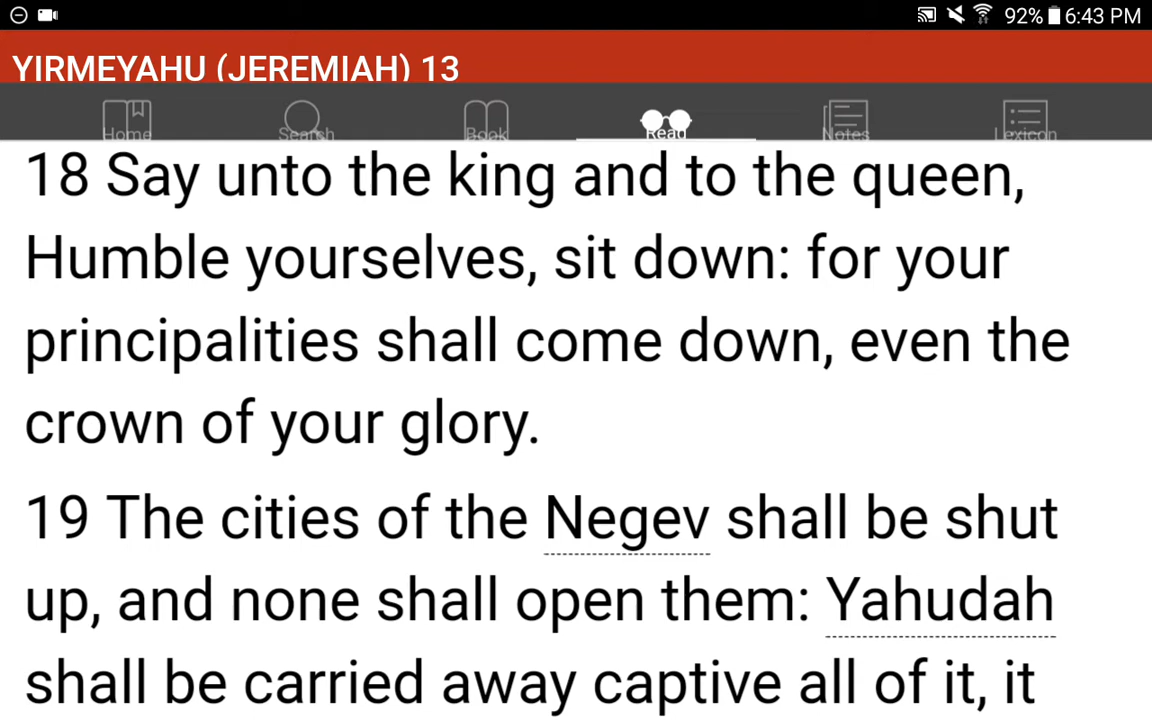 92% 6:43 PM
YIRMEYAHU (JEREMIAH) 13
Home Search Book Read Notes Lexicon
18 Say unto the king and to the queen,
Humble yourselves, sit down: for your
principalities shall come down, even the
crown of your glory.
19 The cities of the Negev shall be shut
up, and none shall open them: Yahudah
shall be carried away captive all of it, it